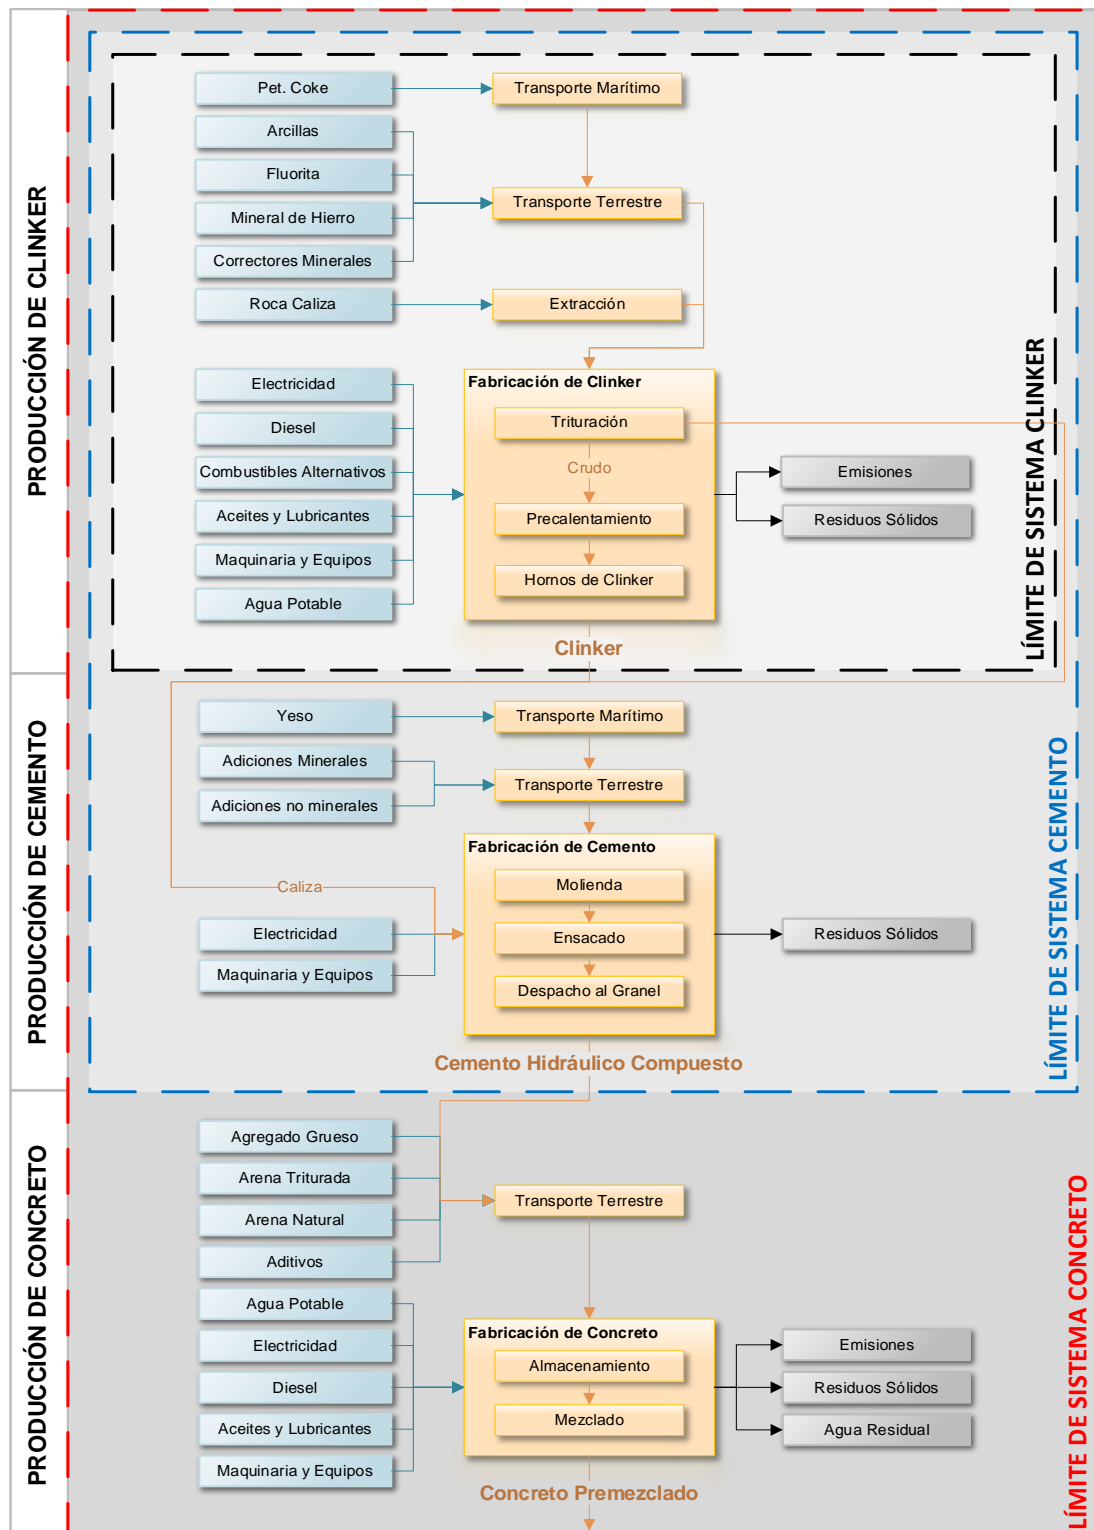 PRODUCCIÓN DE CLINKER
Pet. Coke
Transporte Marítimo
Arcillas
Fluorita
Mineral de Hierro
Correctores Minerales
Transporte Terrestre
Roca Caliza
Extracción
Electricidad
Diesel
Combustibles Alternativos
Aceites y Lubricantes
Maquinaria y Equipos
Agua Potable
Fabricación de Clinker
Trituración
Crudo
Precalentamiento
Hornos de Clinker
Emisiones
Residuos Sólidos
Clinker
LÍMITE DE SISTEMA CLINKER
PRODUCCIÓN DE CEMENTO
Yeso
Transporte Marítimo
Adiciones Minerales
Adiciones no minerales
Transporte Terrestre
Caliza
Electricidad
Maquinaria y Equipos
Fabricación de Cemento
Molienda
Ensacado
Despacho al Granel
Residuos Sólidos
Cemento Hidráulico Compuesto
LÍMITE DE SISTEMA CEMENTO
PRODUCCIÓN DE CONCRETO
Agregado Grueso
Arena Triturada
Arena Natural
Aditivos
Transporte Terrestre
Agua Potable
Electricidad
Diesel
Aceites y Lubricantes
Maquinaria y Equipos
Fabricación de Concreto
Almacenamiento
Mezclado
Emisiones
Residuos Sólidos
Agua Residual
Concreto Premezclado
LÍMITE DE SISTEMA CONCRETO